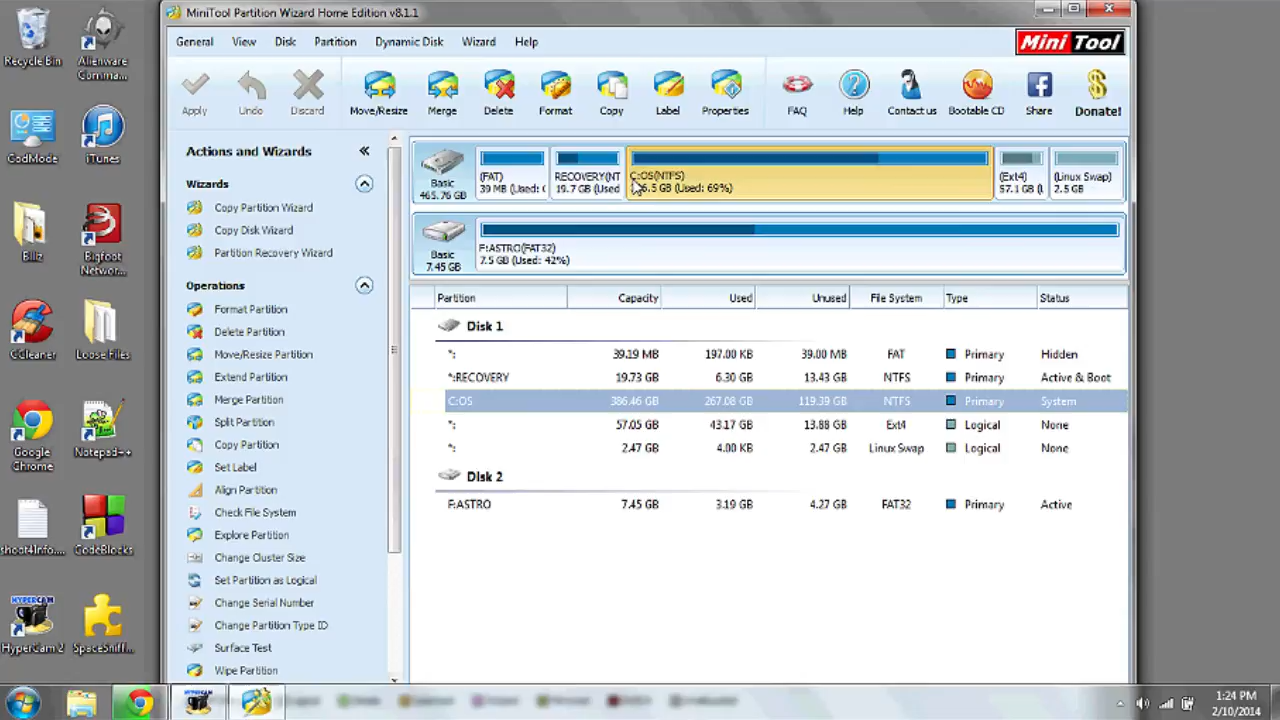 MiniTool Partition Wizard Home Edition v8.1.1
General View Disk Partition Dynamic Disk Wizard Help
Mini Tool
Apply Undo Discard Move/Resize Merge Delete Format Copy Label Properties FAQ Help Contact us Bootable CD Share Donate!
Recycle Bin
Alienware
Comma...
GodMode
iTunes
Bigfoot
Networ...
CCleaner
Loose Files
Google
Chrome
Notepad++
shoot4Info....
CodeBlocks
HYPERCAM
HyperCam 2
SpaceSniff...
Actions and Wizards
Wizards
Copy Partition Wizard
Copy Disk Wizard
Partition Recovery Wizard
Operations
Format Partition
Delete Partition
Move/Resize Partition
Extend Partition
Merge Partition
Split Partition
Copy Partition
Set Label
Align Partition
Check File System
Explore Partition
Change Cluster Size
Set Partition as Logical
Change Serial Number
Change Partition Type ID
Surface Test
Wipe Partition
Basic
465.76 GB
(FAT)
39 MB (Used: (
RECOVERY(NT
19.7 GB (Used
C:OS(NTFS)
6.5 GB (Used: 69%)
(Ext4)
57.1 GB (L
(Linux Swap)
2.5 GB
Basic
7.45 GB
F:ASTRO(FAT32)
7.5 GB (Used: 42%)
Partition Capacity Used Unused File System Type Status
Disk 1
*: 39.19 MB 197.00 KB 39.00 MB FAT Primary Hidden
*:RECOVERY 19.73 GB 6.30 GB 13.43 GB NTFS Primary Active & Boot
C:OS 386.46 GB 267.08 GB 119.39 GB NTFS Primary System
*: 57.05 GB 43.17 GB 13.88 GB Ext4 Logical None
*: 2.47 GB 4.00 KB 2.47 GB Linux Swap Logical None
Disk 2
F:ASTRO 7.45 GB 3.19 GB 4.27 GB FAT32 Primary Active
HYPERCAM
1:24 PM
2/10/2014